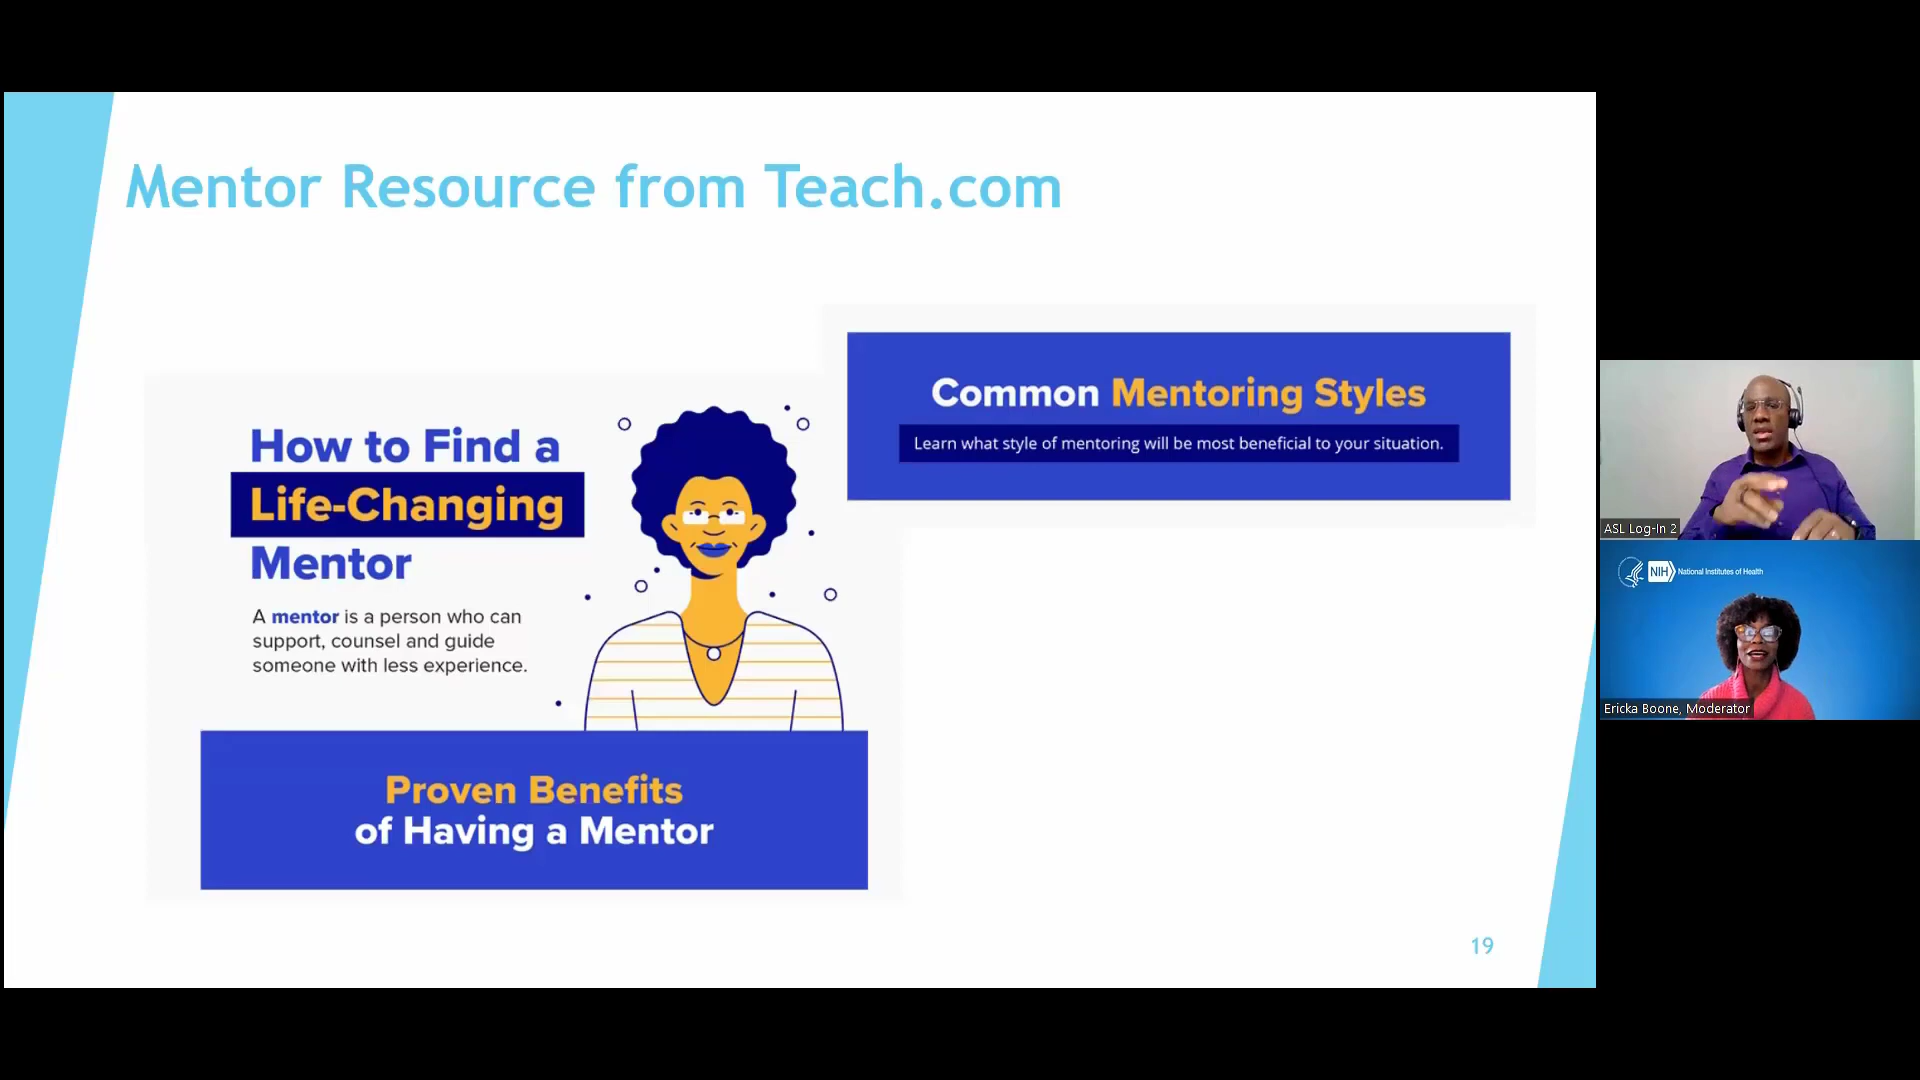 Mentor Resource from Teach.com
How to Find a
Life-Changing
Mentor
A mentor is a person who can
support, counsel and guide
someone with less experience.
Proven Benefits
of Having a Mentor
Common Mentoring Styles
Learn what style of mentoring will be most beneficial to your situation.
19
ASL Log-In 2
NIH National Institutes of Health
Ericka Boone, Moderator